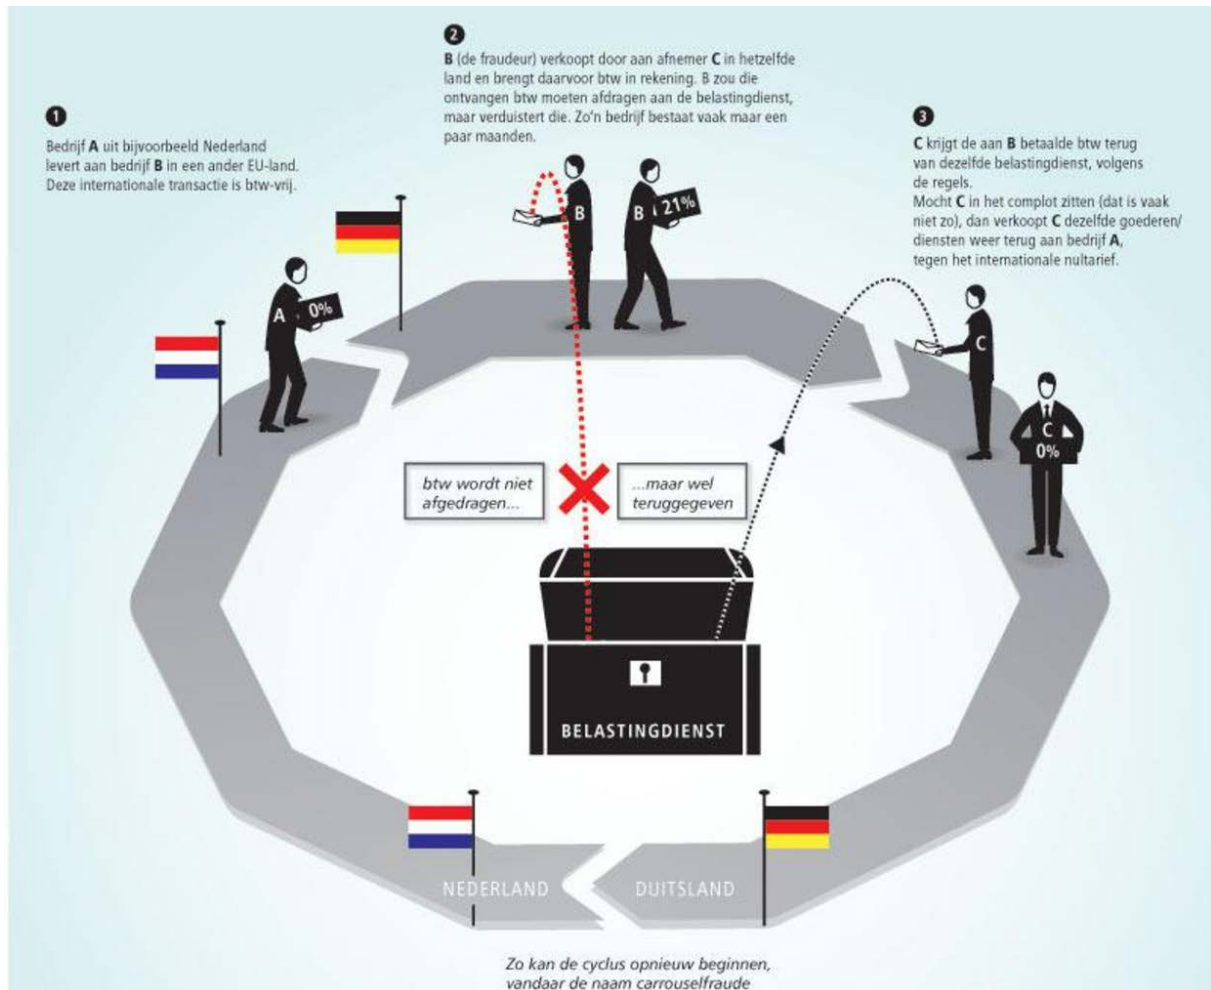 1
Bedrijf A uit bijvoorbeeld Nederland
levert aan bedrijf B in een ander EU-land.
Deze internationale transactie is btw-vrij.
2
B (de fraudeur) verkoopt door aan afnemer C in hetzelfde
land en brengt daarvoor btw in rekening. B zou die
ontvangen btw moeten afdragen aan de belastingdienst,
maar verduistert die. Zo'n bedrijf bestaat vaak maar een
paar maanden.
3
C krijgt de aan B betaalde btw terug
van dezelfde belastingdienst, volgens
de regels.
Mocht C in het complot zitten (dat is vaak
niet zo), dan verkoopt C dezelfde goederen/
diensten weer terug aan bedrijf A,
tegen het internationale nultarief.
A 0%
B
B 21%
C
C
0%
btw wordt niet
afgedragen...
...maar wel
teruggegeven
BELASTINGDIENST
NEDERLAND
DUITSLAND
Zo kan de cyclus opnieuw beginnen,
vandaar de naam carrouselfraude